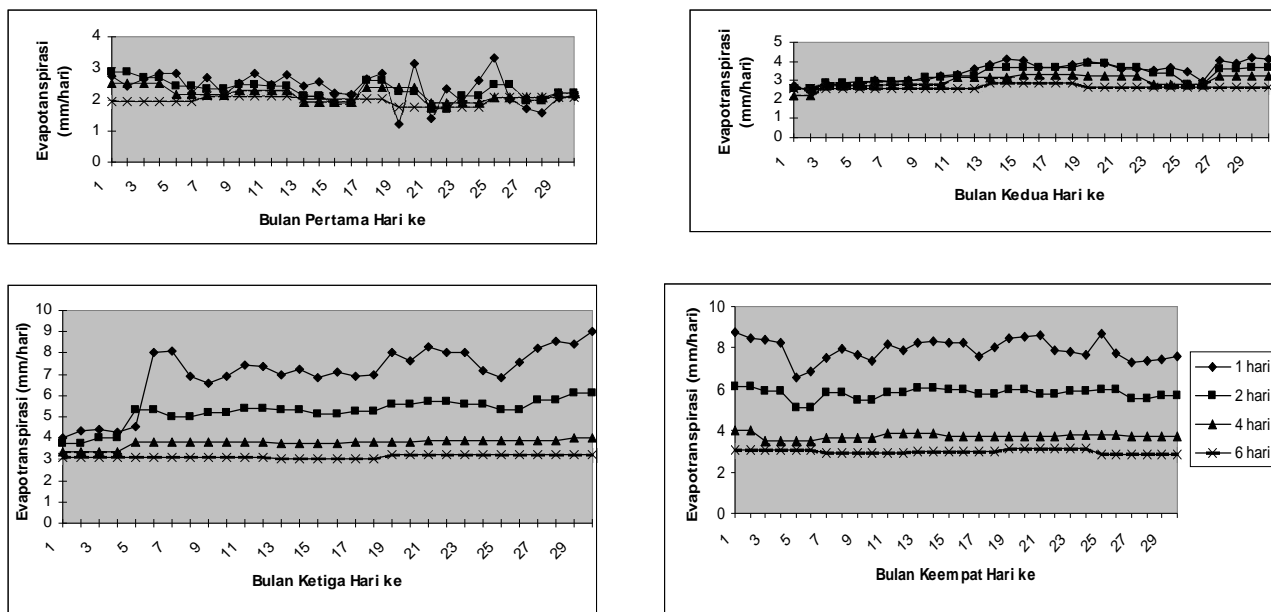 Evapotranspirasi
(mm/hari)
4
3
2
1
0
1 3 5 7 9 11 13 15 17 19 21 23 25 27 29
Bulan Pertama Hari ke
Evapotranspirasi
(mm/hari)
5
4
3
2
1
0
1 3 5 7 9 11 13 15 17 19 21 23 25 27 29
Bulan Kedua Hari ke
Evapotranspirasi (mm/hari)
10
9
8
7
6
5
4
3
2
1
0
1 3 5 7 9 11 13 15 17 19 21 23 25 27 29
Bulan Ketiga Hari ke
Evapotranspirasi (mm/hari)
10
8
6
4
2
0
1 3 5 7 9 11 13 15 17 19 21 23 25 27 29
Bulan Keempat Hari ke
1 hari
2 hari
4 hari
6 hari